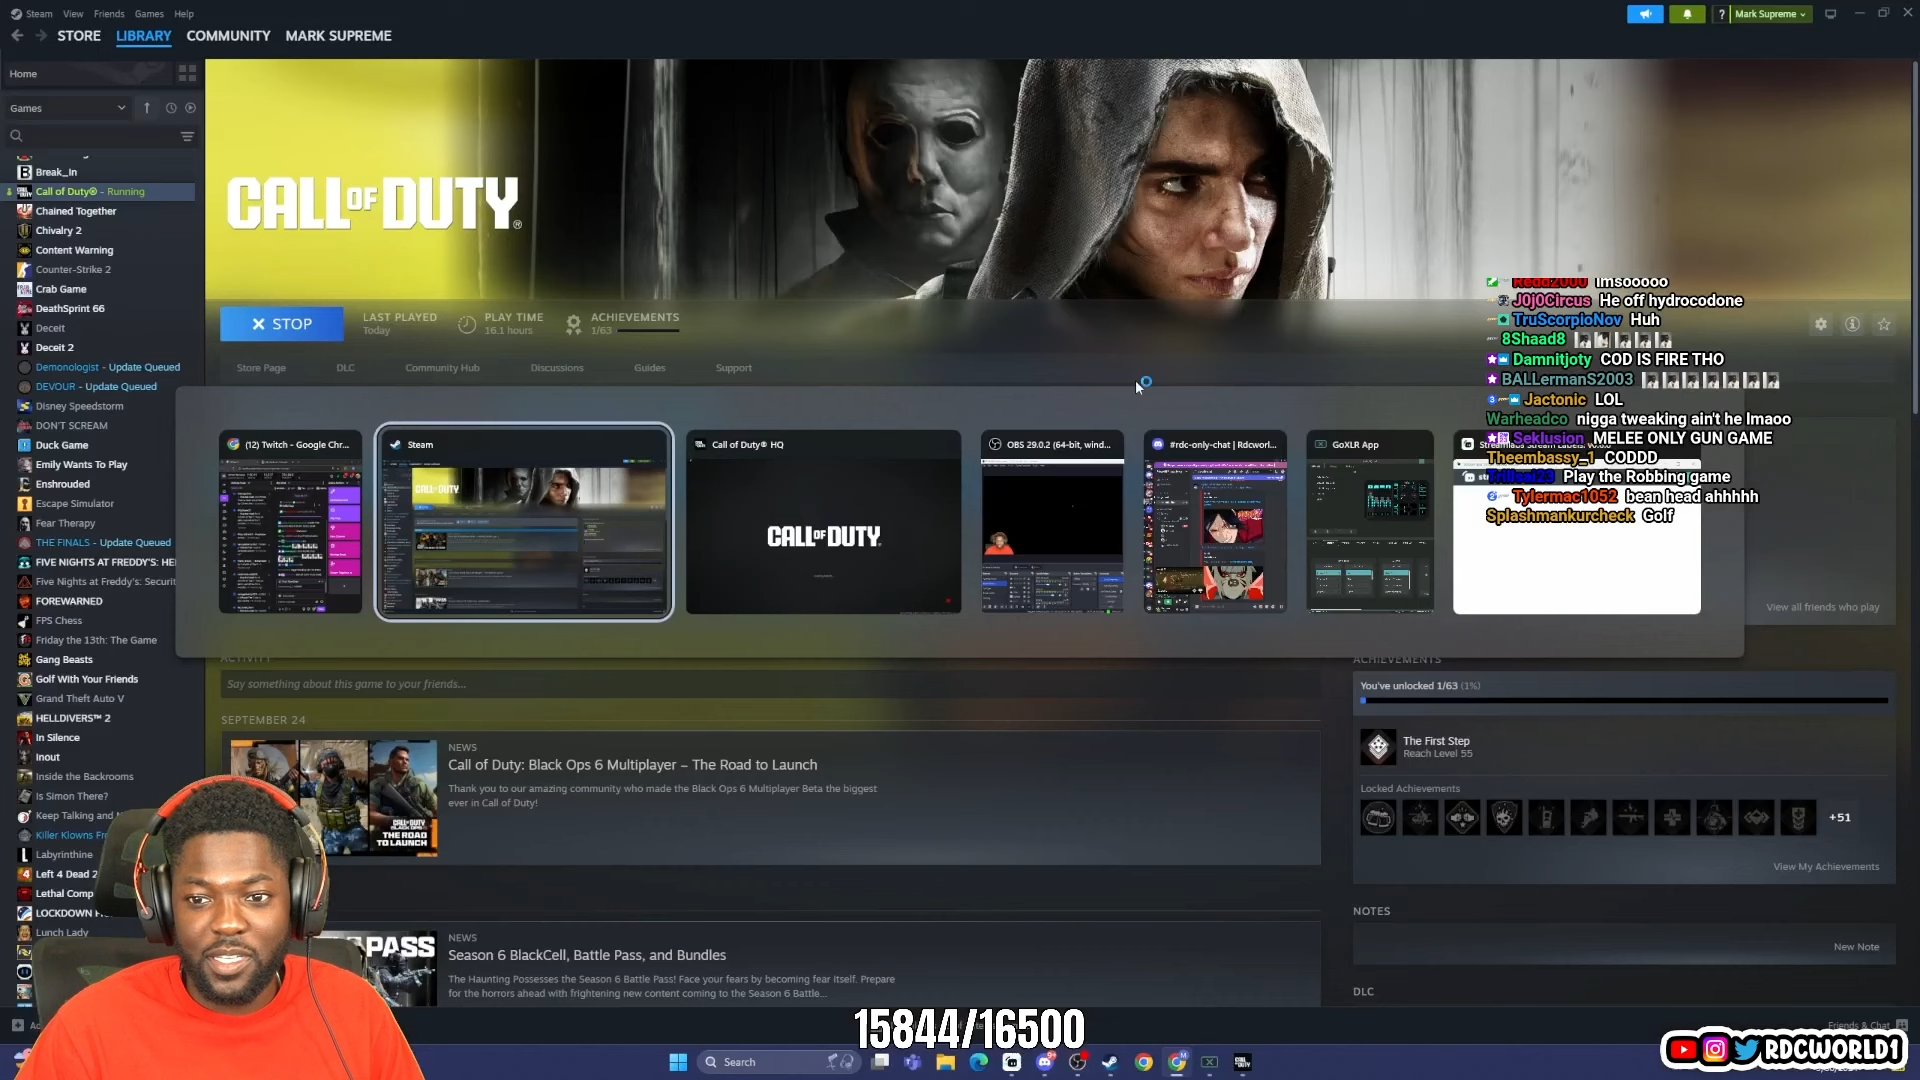 Steam View Friends Games Help
? Mark Supreme
STORE LIBRARY COMMUNITY MARK SUPREME
Home
Games
Break_In
Call of Duty® - Running
Chained Together
Chivalry 2
Content Warning
Counter-Strike 2
Crab Game
DeathSprint 66
Deceit
Deceit 2
Demonologist - Update Queued
DEVOUR - Update Queued
Disney Speedstorm
DON'T SCREAM
Duck Game
Emily Wants To Play
Enshrouded
Escape Simulator
Fear Therapy
THE FINALS - Update Queued
FIVE NIGHTS AT FREDDY'S: HE
Five Nights at Freddy's: Securit
FOREWARNED
FPS Chess
Friday the 13th: The Game
Gang Beasts
Golf With Your Friends
Grand Theft Auto V
HELLDIVERS™ 2
In Silence
Inout
Inside the Backrooms
Is Simon There?
Keep Talking and
Killer Klowns Fr
Labyrinthine
Left 4 Dead 2
Lethal Comp
LOCKDOWN
Lunch Lady
CALL OF DUTY®
STOP
LAST PLAYED
Today
PLAY TIME
16.1 hours
ACHIEVEMENTS
1/63
Store Page DLC Community Hub Discussions Guides Support
Redd2000 lmsooooo
J0j0Circus He off hydrocodone
TruScorpioNov Huh
8Shaad8
Damnitjoty COD IS FIRE THO
BALLermanS2003
Jactonic LOL
Warheadco nigga tweaking ain't he lmaoo
Seklusion MELEE ONLY GUN GAME
Theembassy_1 CODDD
Play the Robbing game
Tylermac1052 bean head ahhhhh
Splashmankurcheck Golf
(12) Twitch - Google Chr...
Steam
Call of Duty® HQ
OBS 29.0.2 (64-bit, wind...
#rdc-only-chat | Rdcworl...
GoXLR App
CALL OF DUTY
View all friends who play
ACTIVITY
Say something about this game to your friends...
SEPTEMBER 24
NEWS
Call of Duty: Black Ops 6 Multiplayer – The Road to Launch
Thank you to our amazing community who made the Black Ops 6 Multiplayer Beta the biggest
ever in Call of Duty!
CALL OF DUTY
BLACK OPS
THE ROAD
TO LAUNCH
NEWS
Season 6 BlackCell, Battle Pass, and Bundles
The Haunting Possesses the Season 6 Battle Pass! Face your fears by becoming fear itself. Prepare
for the horrors ahead with frightening new content coming to the Season 6 Battle...
PASS
ACHIEVEMENTS
You've unlocked 1/63 (1%)
The First Step
Reach Level 55
Locked Achievements
+51
View My Achievements
NOTES
New Note
DLC
Friends & Chat
15844/16500
Search
RDCWORLD1